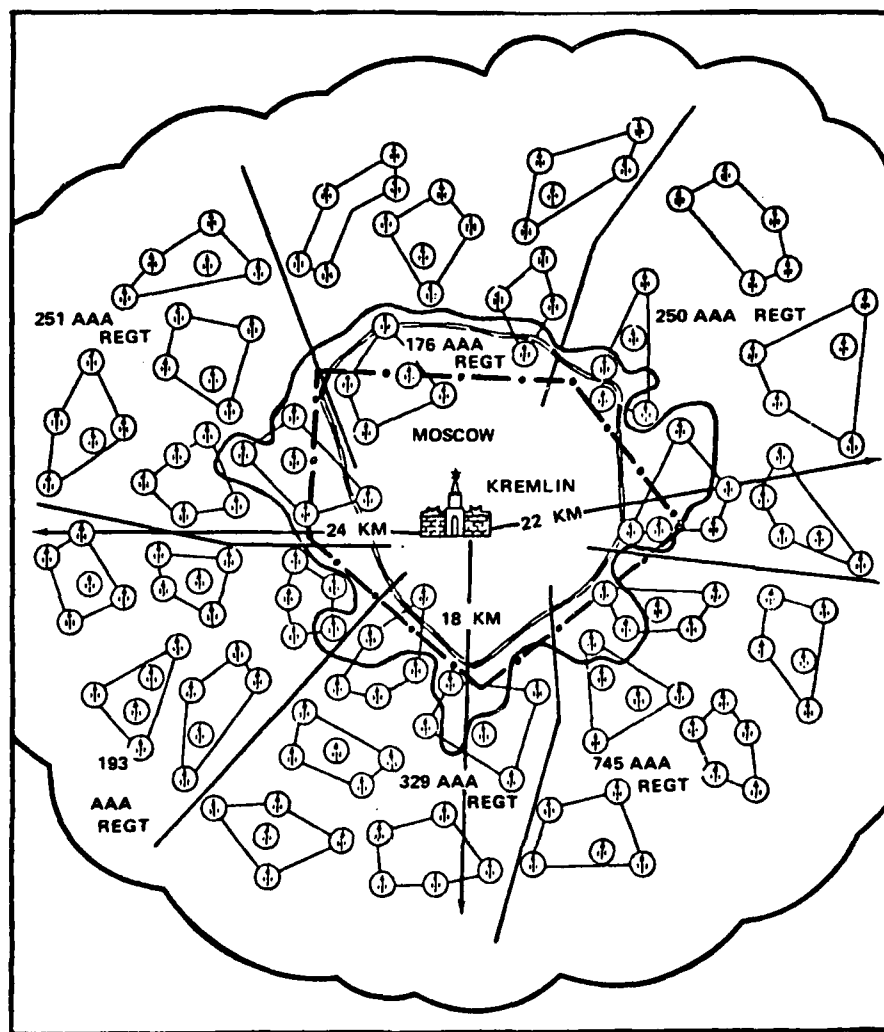 251 AAA
REGT
176 AAA
REGT
250 AAA REGT
MOSCOW
KREMLIN
24 KM
22 KM
18 KM
193
AAA
REGT
329 AAA
REGT
745 AAA
REGT